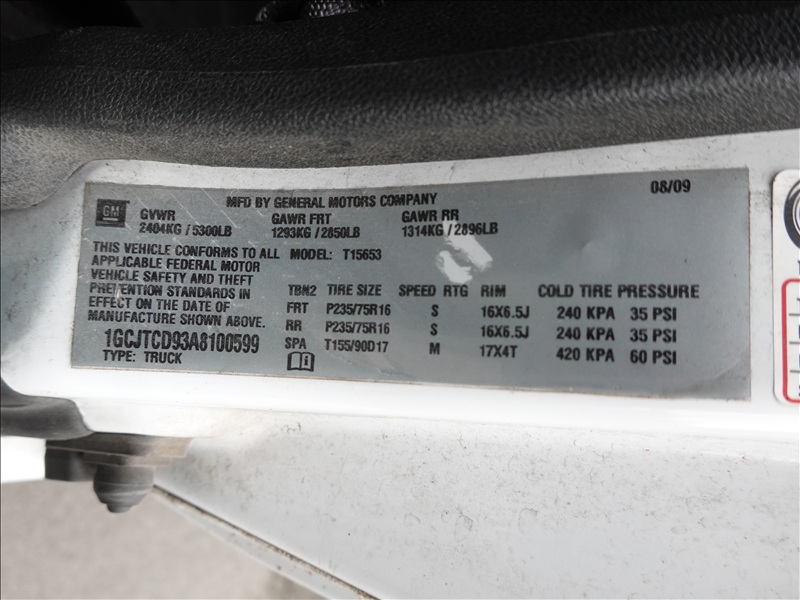 MFD BY GENERAL MOTORS COMPANY 08/09
GM
GVWR GAWR FRT GAWR RR
2404KG / 5300LB 1293KG / 2850LB 1314KG / 2896LB
THIS VEHICLE CONFORMS TO ALL MODEL: T15653
APPLICABLE FEDERAL MOTOR
VEHICLE SAFETY AND THEFT
PREVENTION STANDARDS IN
EFFECT ON THE DATE OF
MANUFACTURE SHOWN ABOVE.
1GCJTCD93A8100599
TYPE: TRUCK
TBN2 TIRE SIZE SPEED RTG RIM COLD TIRE PRESSURE
FRT P235/75R16 S 16X6.5J 240 KPA 35 PSI
RR P235/75R16 S 16X6.5J 240 KPA 35 PSI
SPA T155/90D17 M 17X4T 420 KPA 60 PSI